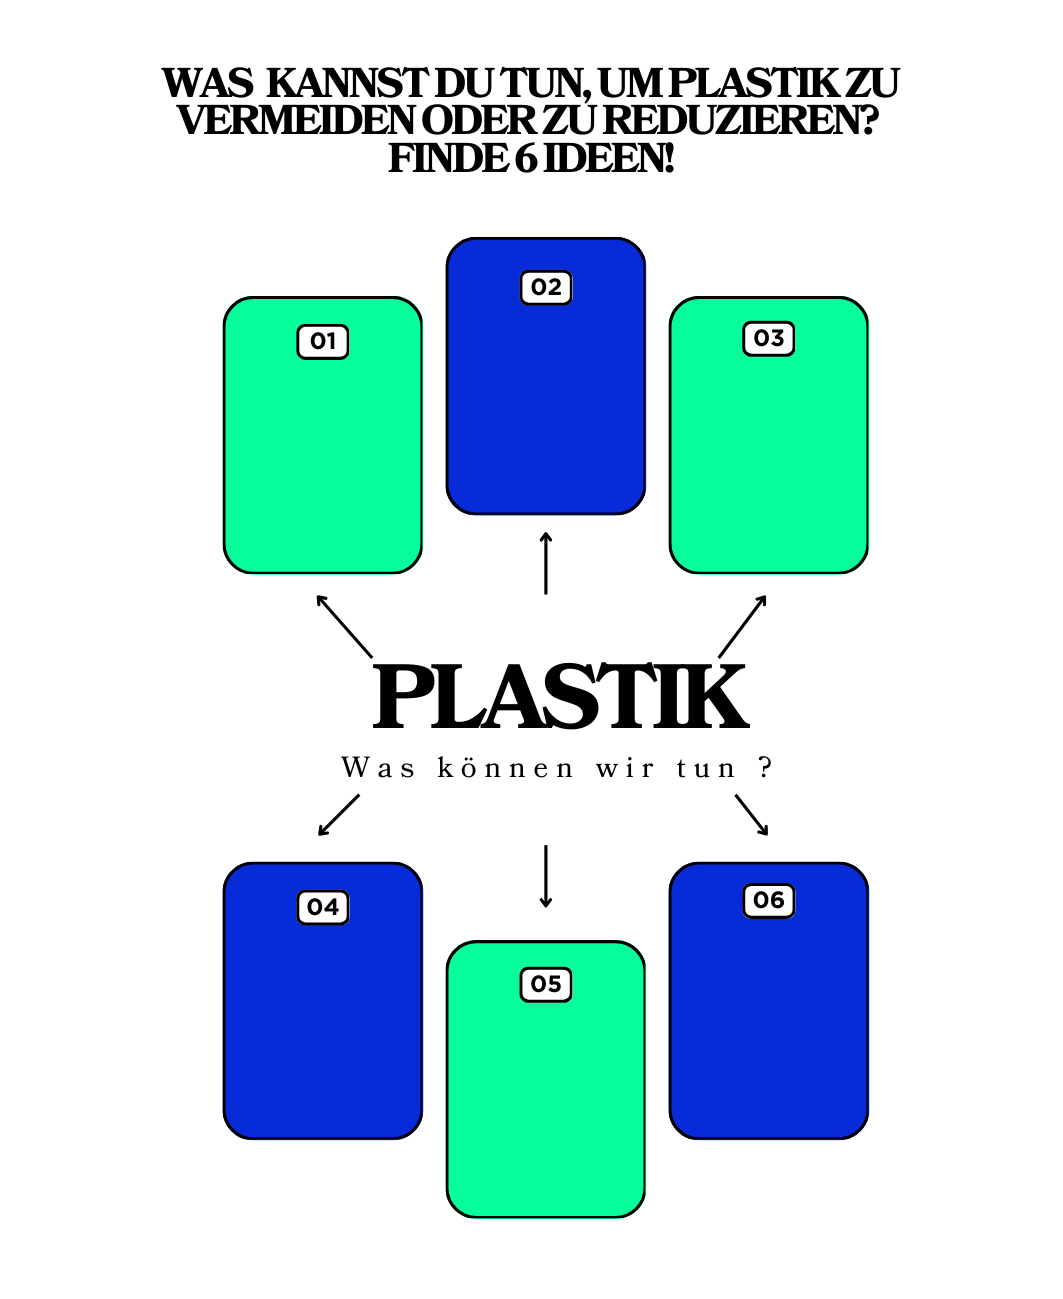 WAS KANNST DU TUN, UM PLASTIK ZU
VERMEIDEN ODER ZU REDUZIEREN?
FINDE 6 IDEEN!
01
02
03
PLASTIK
Was können wir tun ?
04
05
06